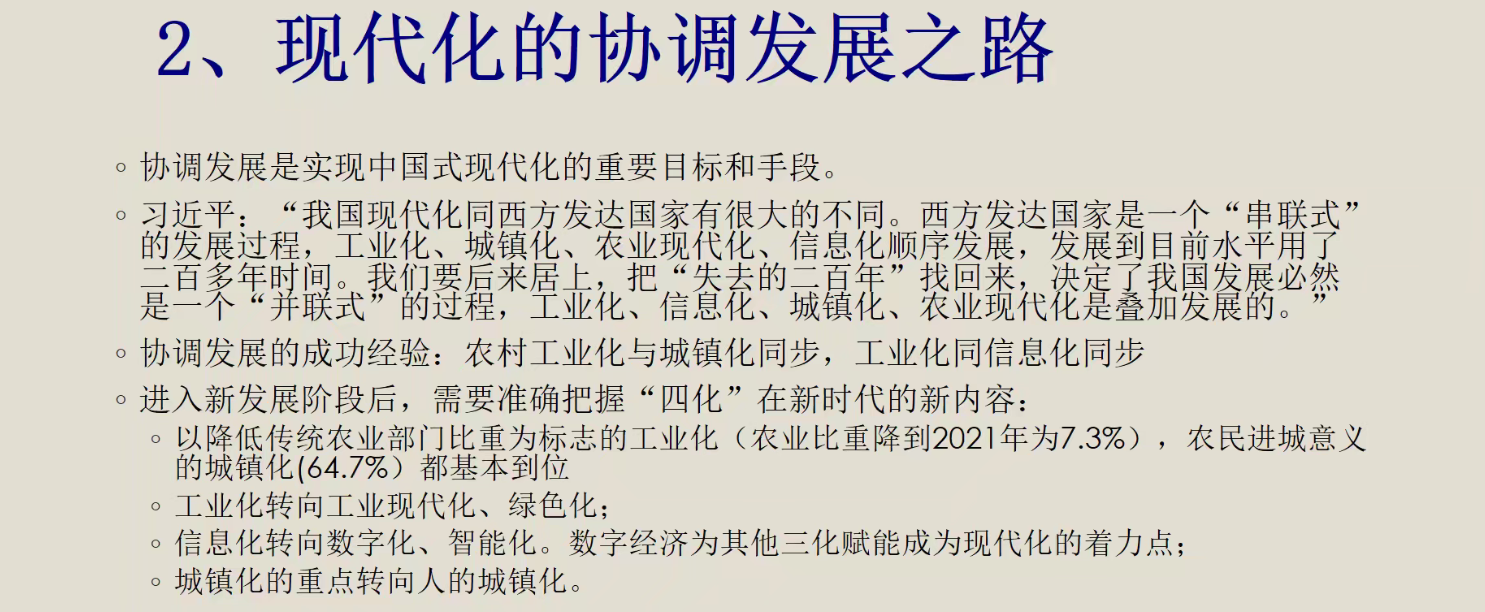 2、现代化的协调发展之路
协调发展是实现中国式现代化的重要目标和手段。
习近平：“我国现代化同西方发达国家有很大的不同。西方发达国家是一个“串联式”
的发展过程，工业化、城镇化、农业现代化、信息化顺序发展，发展到目前水平用了
二百多年时间。我们要后来居上，把“失去的二百年”找回来，决定了我国发展必然
是一个“并联式”的过程，工业化、信息化、城镇化、农业现代化是叠加发展的。”
协调发展的成功经验：农村工业化与城镇化同步，工业化同信息化同步
进入新发展阶段后，需要准确把握“四化”在新时代的新内容：
以降低传统农业部门比重为标志的工业化（农业比重降到2021年为7.3%），农民进城意义
的城镇化(64.7%）都基本到位
工业化转向工业现代化、绿色化；
信息化转向数字化、智能化。数字经济为其他三化赋能成为现代化的着力点；
城镇化的重点转向人的城镇化。